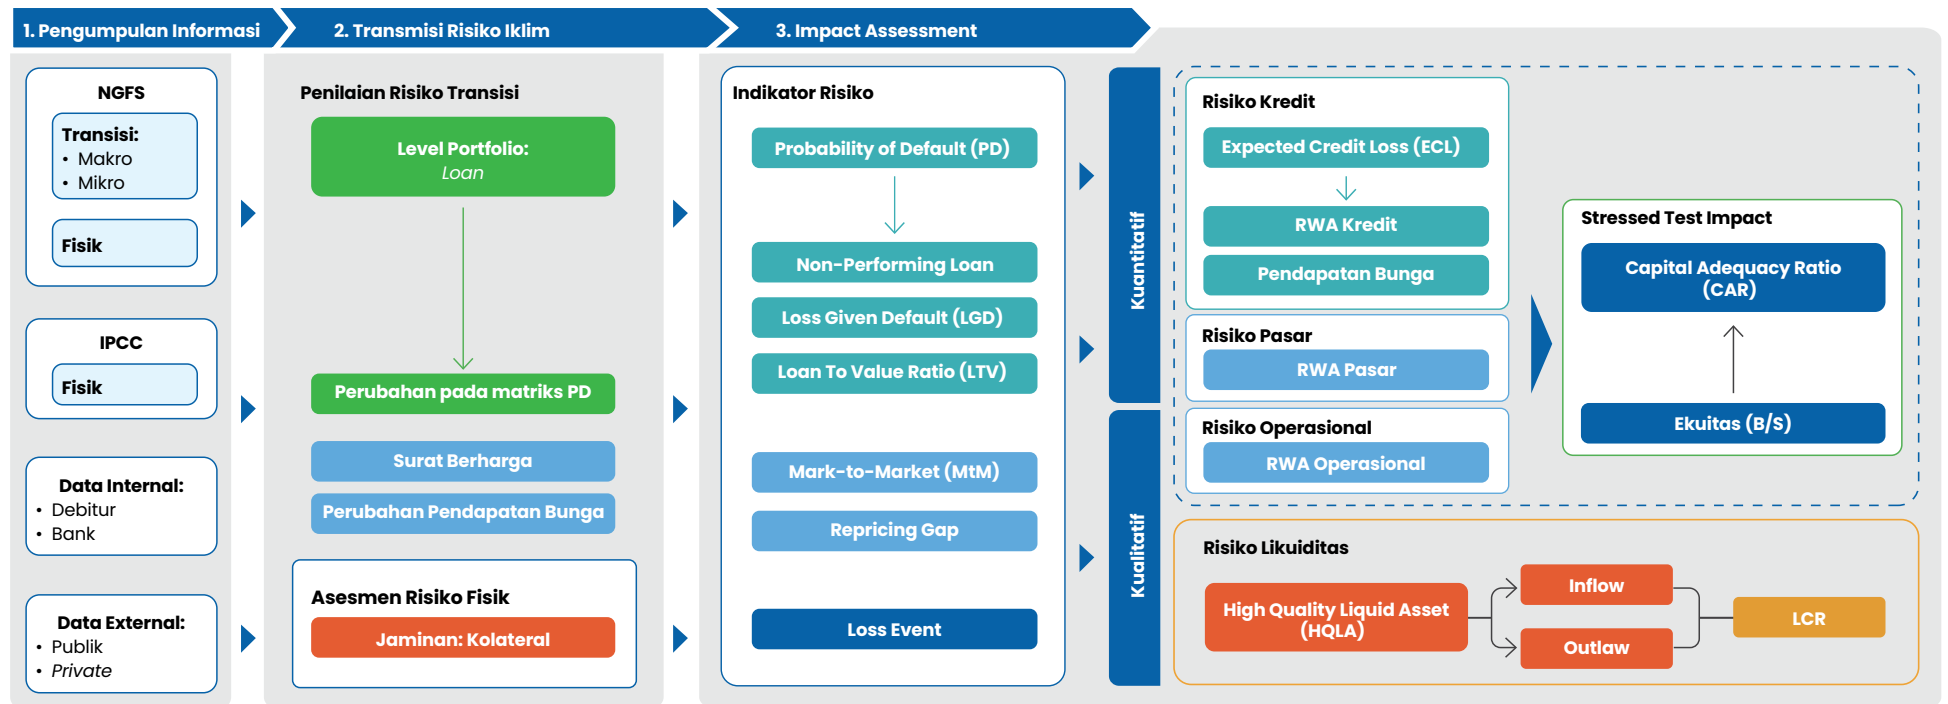 1. Pengumpulan Informasi
2. Transmisi Risiko Iklim
3. Impact Assessment
NGFS
Transisi:
• Makro
• Mikro
Fisik
IPCC
Fisik
Data Internal:
• Debitur
• Bank
Data External:
• Publik
• Private
Penilaian Risiko Transisi
Level Portfolio:
Loan
Perubahan pada matriks PD
Surat Berharga
Perubahan Pendapatan Bunga
Asesmen Risiko Fisik
Jaminan: Kolateral
Indikator Risiko
Probability of Default (PD)
Non-Performing Loan
Loss Given Default (LGD)
Loan To Value Ratio (LTV)
Mark-to-Market (MtM)
Repricing Gap
Loss Event
Kuantitatif
Kualitatif
Risiko Kredit
Expected Credit Loss (ECL)
RWA Kredit
Pendapatan Bunga
Risiko Pasar
RWA Pasar
Risiko Operasional
RWA Operasional
Stressed Test Impact
Capital Adequacy Ratio
(CAR)
Ekuitas (B/S)
Risiko Likuiditas
High Quality Liquid Asset
(HQLA)
Inflow
Outlaw
LCR